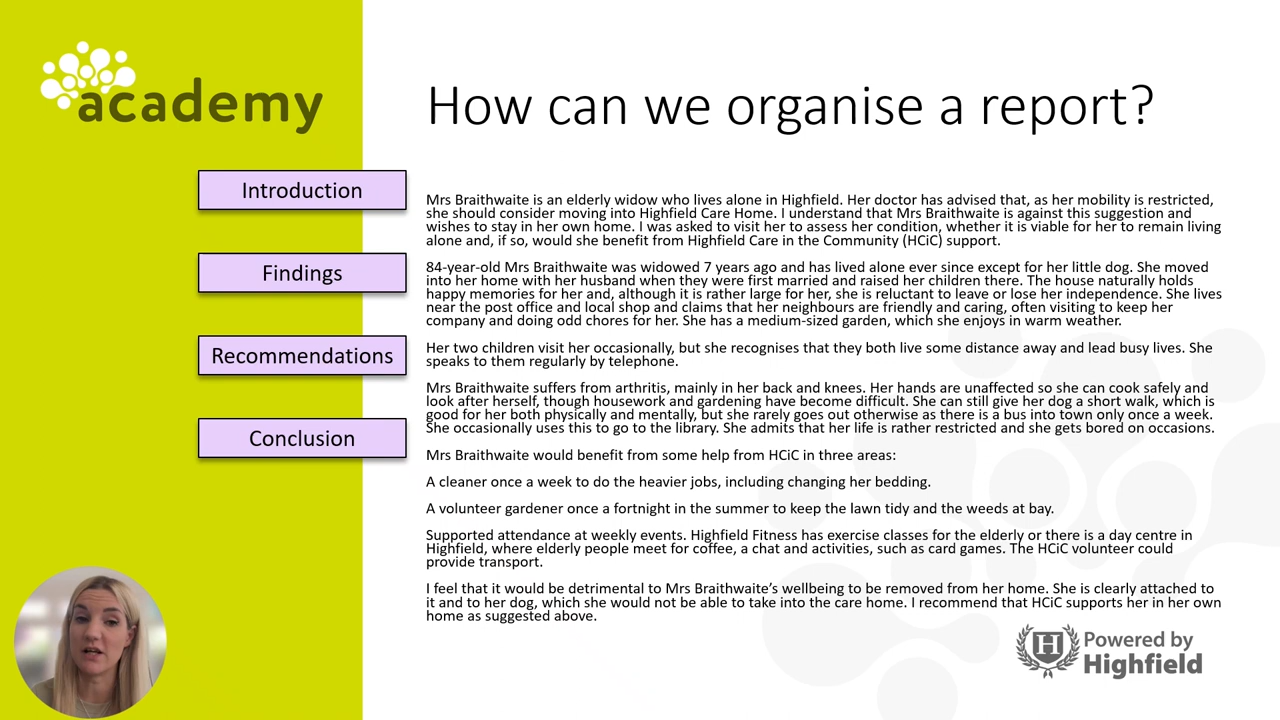 academy
How can we organise a report?
Introduction
Findings
Recommendations
Conclusion
Mrs Braithwaite is an elderly widow who lives alone in Highfield. Her doctor has advised that, as her mobility is restricted,
she should consider moving into Highfield Care Home. I understand that Mrs Braithwaite is against this suggestion and
wishes to stay in her own home. I was asked to visit her to assess her condition, whether it is viable for her to remain living
alone and, if so, would she benefit from Highfield Care in the Community (HCiC) support.
84-year-old Mrs Braithwaite was widowed 7 years ago and has lived alone ever since except for her little dog. She moved
into her home with her husband when they were first married and raised her children there. The house naturally holds
happy memories for her and, although it is rather large for her, she is reluctant to leave or lose her independence. She lives
near the post office and local shop and claims that her neighbours are friendly and caring, often visiting to keep her
company and doing odd chores for her. She has a medium-sized garden, which she enjoys in warm weather.
Her two children visit her occasionally, but she recognises that they both live some distance away and lead busy lives. She
speaks to them regularly by telephone.
Mrs Braithwaite suffers from arthritis, mainly in her back and knees. Her hands are unaffected so she can cook safely and
look after herself, though housework and gardening have become difficult. She can still give her dog a short walk, which is
good for her both physically and mentally, but she rarely goes out otherwise as there is a bus into town only once a week.
She occasionally uses this to go to the library. She admits that her life is rather restricted and she gets bored on occasions.
Mrs Braithwaite would benefit from some help from HCiC in three areas:
A cleaner once a week to do the heavier jobs, including changing her bedding.
A volunteer gardener once a fortnight in the summer to keep the lawn tidy and the weeds at bay.
Supported attendance at weekly events. Highfield Fitness has exercise classes for the elderly or there is a day centre in
Highfield, where elderly people meet for coffee, a chat and activities, such as card games. The HCiC volunteer could
provide transport.
I feel that it would be detrimental to Mrs Braithwaite's wellbeing to be removed from her home. She is clearly attached to
it and to her dog, which she would not be able to take into the care home. I recommend that HCiC supports her in her own
home as suggested above.
H
Powered by
Highfield